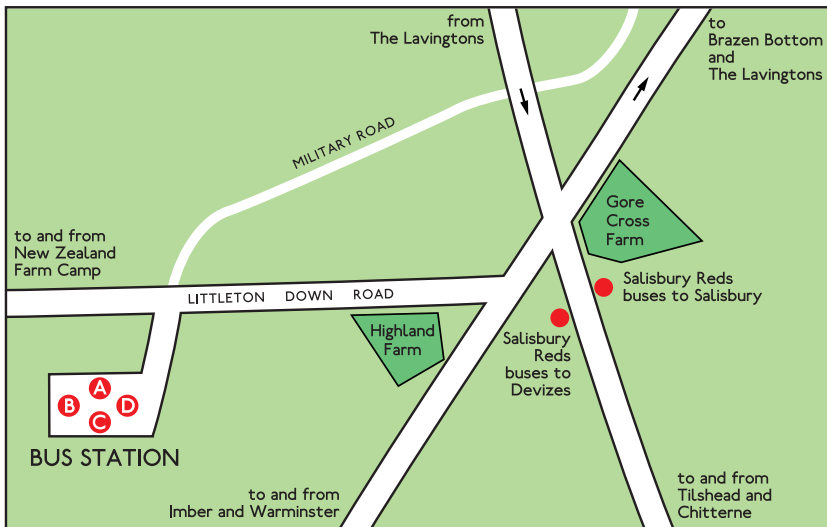 from
The Lavingtons
to
Brazen Bottom
and
The Lavingtons
MILITARY ROAD
Gore
Cross
Farm
to and from
New Zealand
Farm Camp
Salisbury Reds
buses to Salisbury
LITTLETON DOWN ROAD
Highland
Farm
Salisbury
Reds
buses to
Devizes
A
B
D
C
BUS STATION
to and from
Imber and Warminster
to and from
Tilshead and
Chitterne